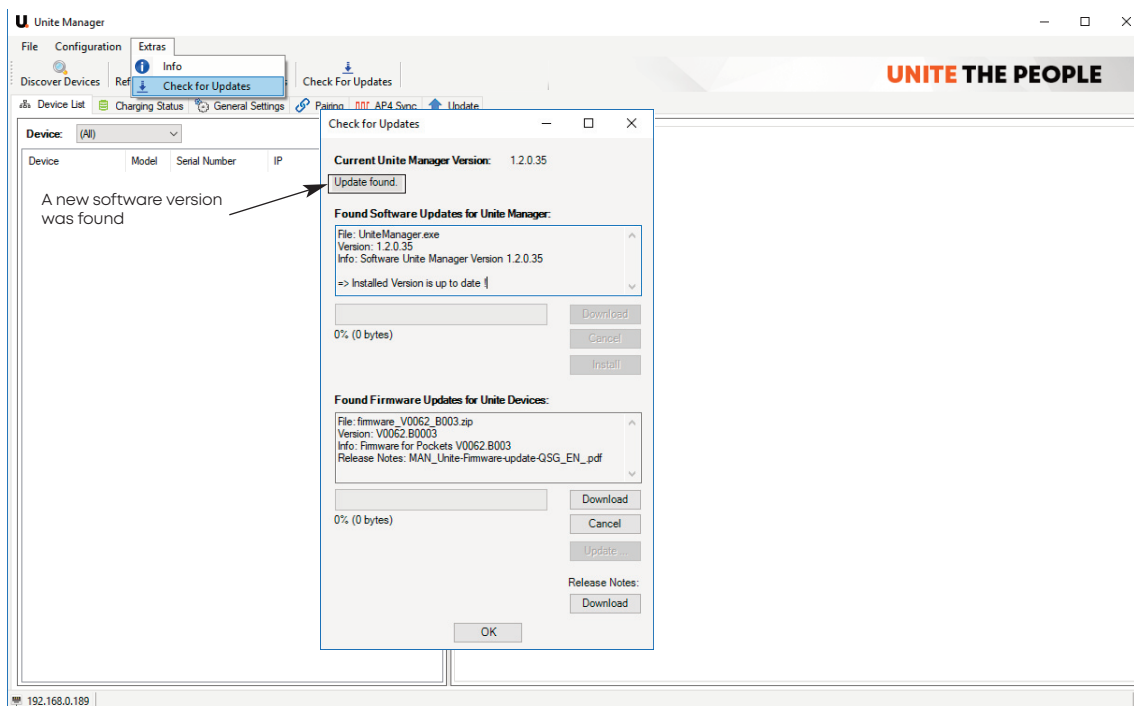 U. Unite Manager
File Configuration Extras
Info
Check for Updates
Discover Devices Ref s Check For Updates
UNITE THE PEOPLE
Device List Charging Status General Settings Pairing AP4 Sync Update
Device: (All)
Device Model Serial Number IP
A new software version
was found
Check for Updates
Current Unite Manager Version: 1.2.0.35
Update found.
Found Software Updates for Unite Manager:
File: UniteManager.exe
Version: 1.2.0.35
Info: Software Unite Manager Version 1.2.0.35
=> Installed Version is up to date !
Download
0% (0 bytes)
Cancel
Install
Found Firmware Updates for Unite Devices:
File: firmware_V0062_B003.zip
Version: V0062.B0003
Info: Firmware for Pockets V0062.B003
Release Notes: MAN_Unite-Firmware-update-QSG_EN_.pdf
Download
0% (0 bytes)
Cancel
Update ...
Release Notes:
Download
OK
192.168.0.189